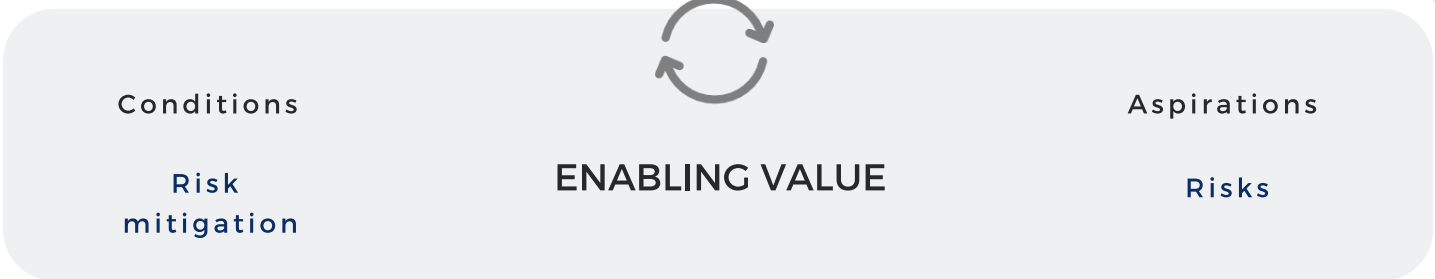 Conditions
Risk
mitigation
ENABLING VALUE
Aspirations
Risks